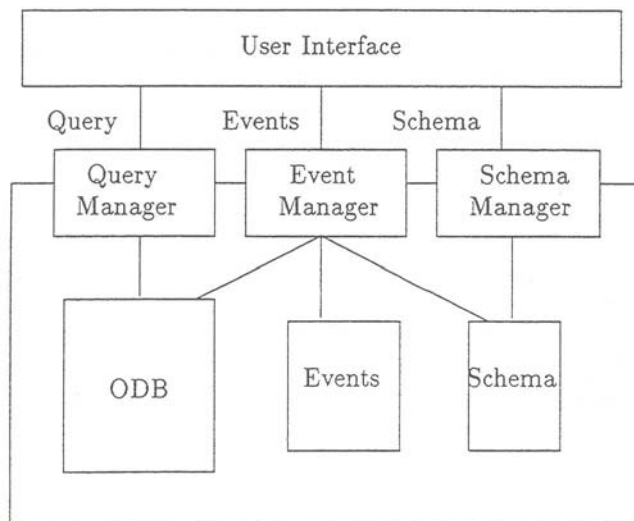 User Interface
Query
Events
Schema
Query
Manager
Event
Manager
Schema
Manager
ODB
Events
Schema